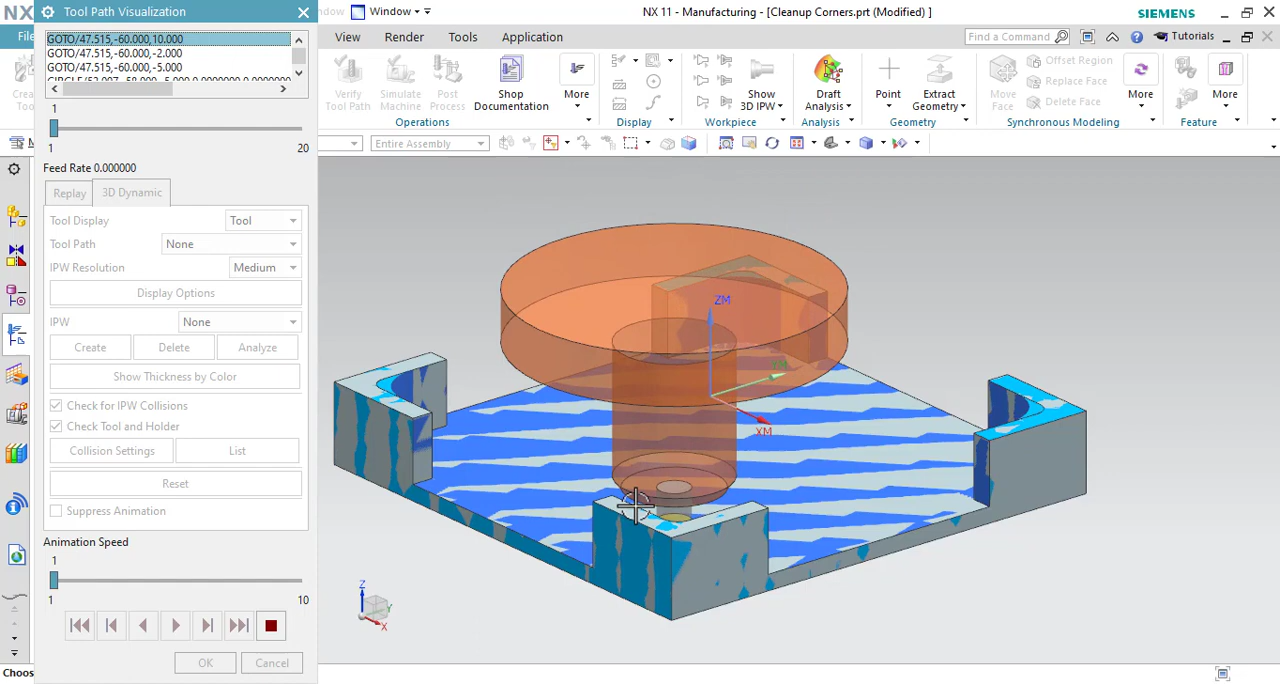 NX Tool Path Visualization
Window
NX 11 - Manufacturing - [Cleanup Corners.prt (Modified) ]
SIEMENS
View Render Tools Application
Find a Command
Tutorials
GOTO/47.515,-60.000,10.000
GOTO/47.515,-60.000,-2.000
GOTO/47.515,-60.000,-5.000
1
1 20
Feed Rate 0.000000
Replay 3D Dynamic
Tool Display Tool
Tool Path None
IPW Resolution Medium
Display Options
IPW None
Create Delete Analyze
Show Thickness by Color
Check for IPW Collisions
Check Tool and Holder
Collision Settings List
Reset
Suppress Animation
Animation Speed
1
1 10
OK Cancel
Verify Tool Path
Simulate Machine
Post Process
Shop Documentation
More
Operations
Display
Show 3D IPW
Workpiece
Draft Analysis
Analysis
Point
Extract Geometry
Geometry
Move Face
Offset Region
Replace Face
Delete Face
More
Synchronous Modeling
More
Feature
Entire Assembly
ZM
YM
XM
Z
Y
X
Choos